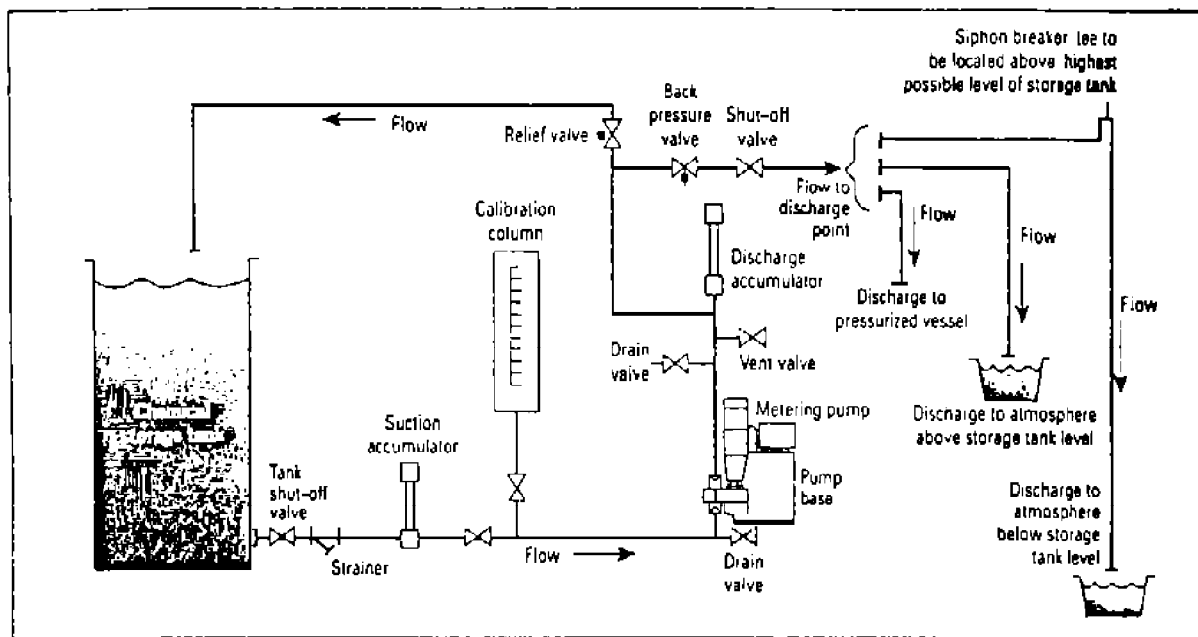 Siphon breaker tee to
be located above highest
possible level of storage tank
Flow
Relief valve
Back
pressure
valve
Shut-off
valve
Flow to
discharge
point
Flow
Flow
Flow
Calibration
column
Discharge
accumulator
Discharge to
pressurized vessel
Drain
valve
Vent valve
Metering pump
Pump
base
Discharge to atmosphere
above storage tank level
Suction
accumulator
Tank
shut-off
valve
Strainer
Flow
Drain
valve
Discharge to
atmosphere
below storage
tank level